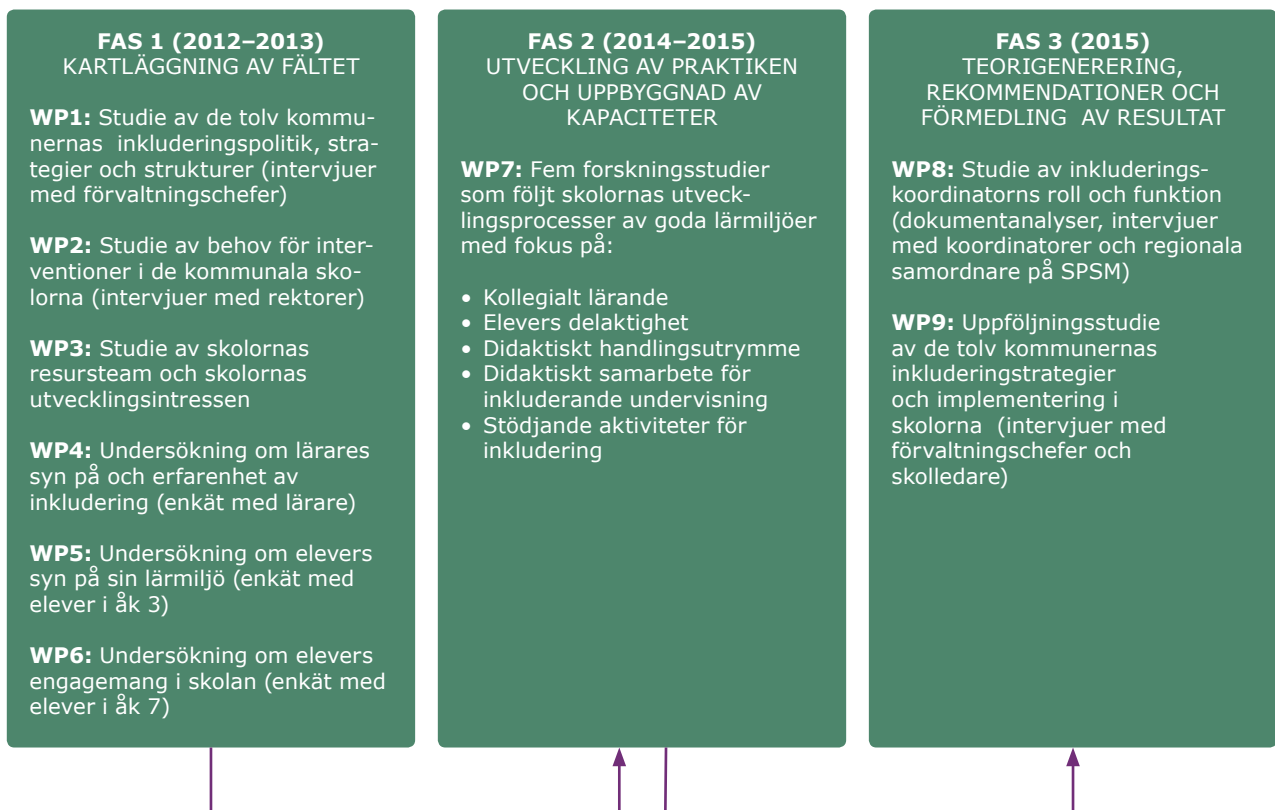 FAS 1 (2012–2013)
KARTLÄGGNING AV FÄLTET
WP1: Studie av de tolv kommu-
nernas inkluderingspolitik, stra-
tegier och strukturer (intervjuer
med förvaltningschefer)
WP2: Studie av behov för inter-
ventioner i de kommunala sko-
lorna (intervjuer med rektorer)
WP3: Studie av skolornas
resursteam och skolornas
utvecklingsintressen
WP4: Undersökning om lärares
syn på och erfarenhet av
inkludering (enkät med lärare)
WP5: Undersökning om elevers
syn på sin lärmiljö (enkät med
elever i åk 3)
WP6: Undersökning om elevers
engagemang i skolan (enkät med
elever i åk 7)
FAS 2 (2014–2015)
UTVECKLING AV PRAKTIKEN
OCH UPPBYGGNAD AV
KAPACITETER
WP7: Fem forskningsstudier
som följt skolornas utveck-
lingsprocesser av goda lärmiljöer
med fokus på:
• Kollegialt lärande
• Elevers delaktighet
• Didaktiskt handlingsutrymme
• Didaktiskt samarbete för
inkluderande undervisning
• Stödjande aktiviteter för
inkludering
FAS 3 (2015)
TEORIGENERERING,
REKOMMENDATIONER OCH
FÖRMEDLING AV RESULTAT
WP8: Studie av inkluderings-
koordinatorns roll och funktion
(dokumentanalyser, intervjuer
med koordinatorer och regionala
samordnare på SPSM)
WP9: Uppföljningsstudie
av de tolv kommunernas
inkluderingstrategier
och implementering i
skolorna (intervjuer med
förvaltningschefer och
skolledare)